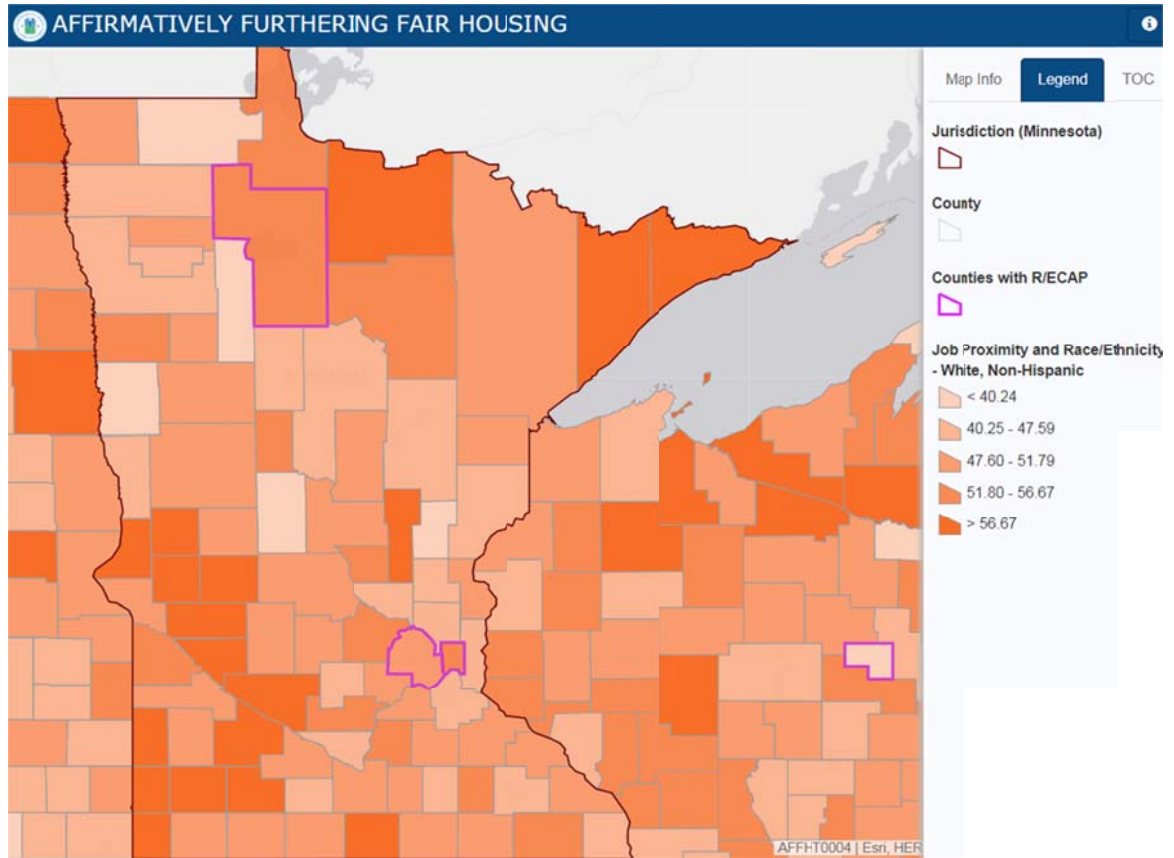 AFFIRMATIVELY FURTHERING FAIR HOUSING
Map Info Legend TOC
Jurisdiction (Minnesota)
County
Counties with R/ECAP
Job Proximity and Race/Ethnicity
- White, Non-Hispanic
< 40.24
40.25 - 47.59
47.60 - 51.79
51.80 - 56.67
> 56.67
AFFHT0004 | Esri, HER